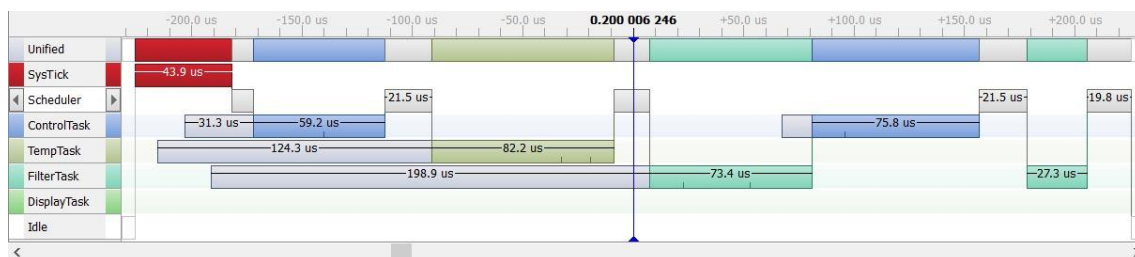 -200.0 us -150.0 us -100.0 us -50.0 us 0.200 006 246 +50.0 us +100.0 us +150.0 us +200.0 us
Unified
SysTick 43.9 us
Scheduler 21.5 us 21.5 us 19.8 us
ControlTask 31.3 us 59.2 us 75.8 us
TempTask 124.3 us 82.2 us
FilterTask 198.9 us 73.4 us 27.3 us
DisplayTask
Idle